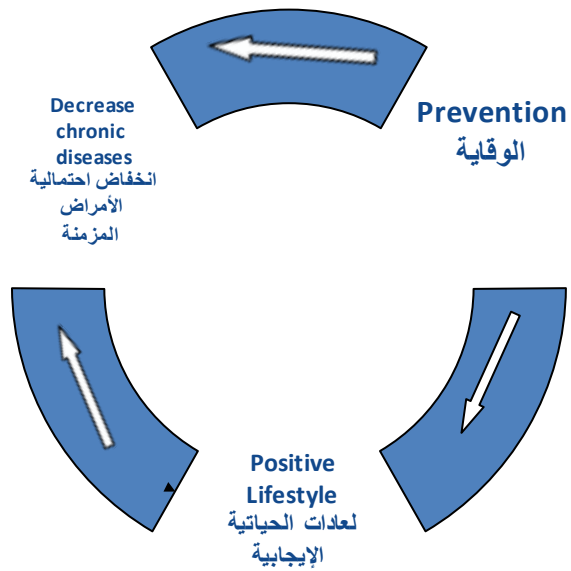 Decrease
chronic
diseases
انخفاض احتمالية
الأمراض
المزمنة
Prevention
الوقاية
Positive
Lifestyle
لعادات الحياتية
الإيجابية